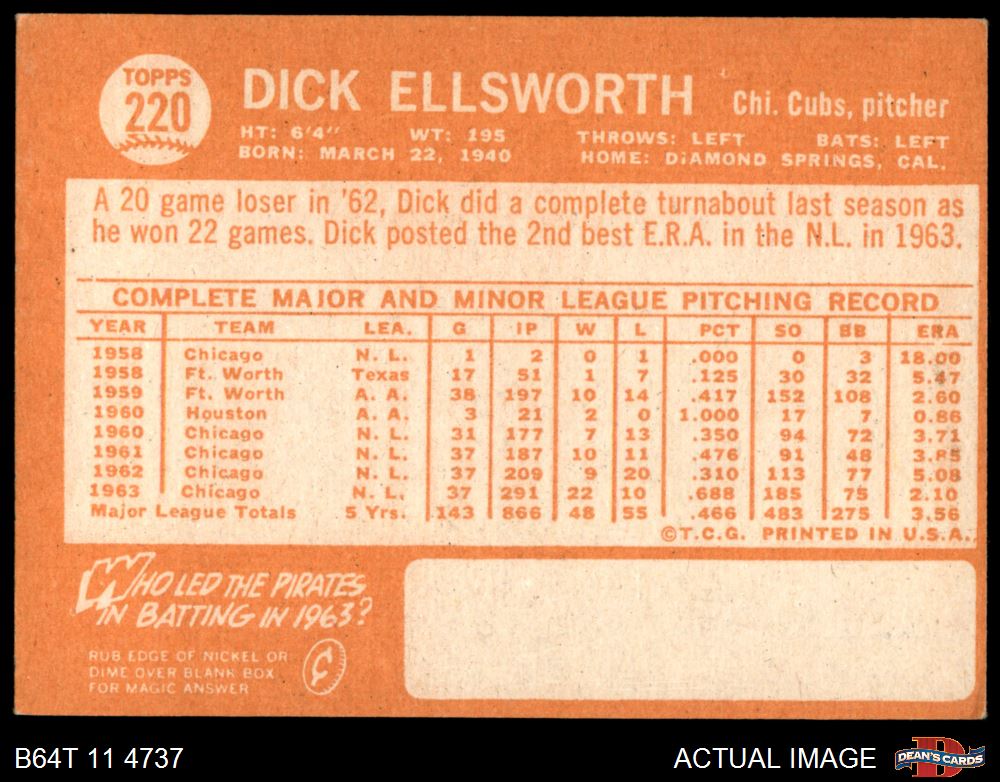 TOPPS
220
DICK ELLSWORTH Chi. Cubs, pitcher
HT: 6'4" WT: 195 THROWS: LEFT BATS: LEFT
BORN: MARCH 22, 1940 HOME: DIAMOND SPRINGS, CAL.
A 20 game loser in '62, Dick did a complete turnabout last season as
he won 22 games. Dick posted the 2nd best E.R.A. in the N.L. in 1963.
COMPLETE MAJOR AND MINOR LEAGUE PITCHING RECORD
YEAR TEAM LEA. G IP W L PCT SO BB ERA
1958 Chicago N. L. 1 2 0 1 .000 0 3 18.00
1958 Ft. Worth Texas 17 51 1 7 .125 30 32 5.47
1959 Ft. Worth A. A. 38 197 10 14 .417 152 108 2.60
1960 Houston A. A. 3 21 2 0 1.000 17 7 0.86
1960 Chicago N. L. 31 177 7 13 .350 94 72 3.71
1961 Chicago N. L. 37 187 10 11 .476 91 48 3.85
1962 Chicago N. L. 37 209 9 20 .310 113 77 5.08
1963 Chicago N. L. 37 291 22 10 .688 185 75 2.10
Major League Totals 5 Yrs. 143 866 48 55 .466 483 275 3.56
©T.C.G. PRINTED IN U.S.A.
WHO LED THE PIRATES
IN BATTING IN 1963?
RUB EDGE OF NICKEL OR
DIME OVER BLANK BOX
FOR MAGIC ANSWER
¢
B64T 11 4737 ACTUAL IMAGE
D
DEAN'S CARDS